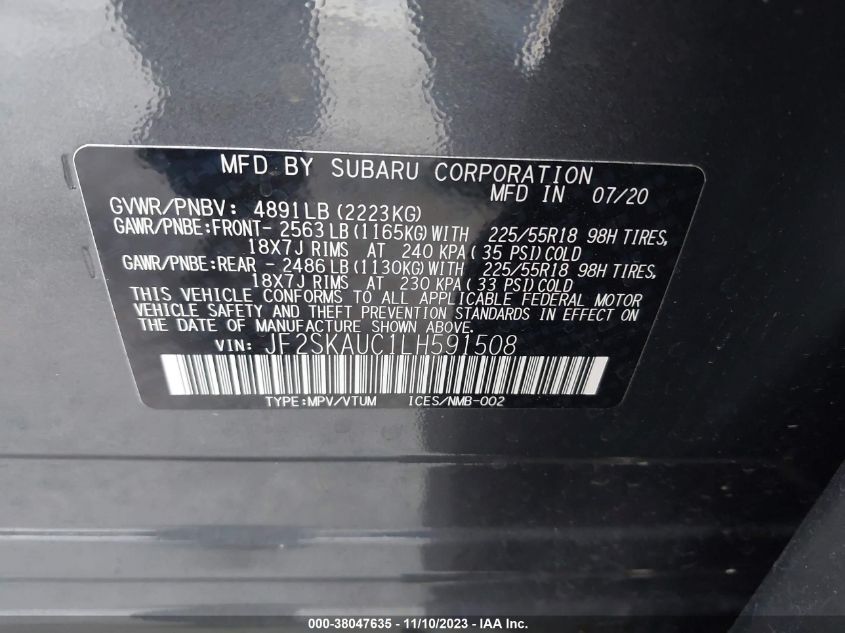 MFD BY SUBARU CORPORATION
MFD IN 07/20
GVWR/PNBV: 4891LB (2223KG)
GAWR/PNBE:FRONT- 2563LB (1165KG)WITH 225/55R18 98H TIRES,
18X7J RIMS AT 240 KPA ( 35 PSI)COLD
GAWR/PNBE:REAR - 2486LB (1130KG)WITH 225/55R18 98H TIRES,
18X7J RIMS AT 230 KPA ( 33 PSI)COLD
THIS VEHICLE CONFORMS TO ALL APPLICABLE FEDERAL MOTOR
VEHICLE SAFETY AND THEFT PREVENTION STANDARDS IN EFFECT ON
THE DATE OF MANUFACTURE SHOWN ABOVE.
VIN: JF2SKAUC1LH591508
TYPE:MPV/VTUM ICES/NMB-002
000-38047635 - 11/10/2023 - IAA Inc.